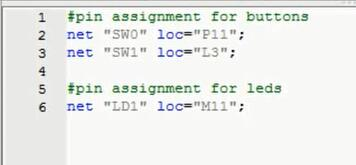 1 #pin assignment for buttons
2 net "SW0" loc="P11";
3 net "SW1" loc="L3";
4
5 #pin assignment for leds
6 net "LD1" loc="M11";